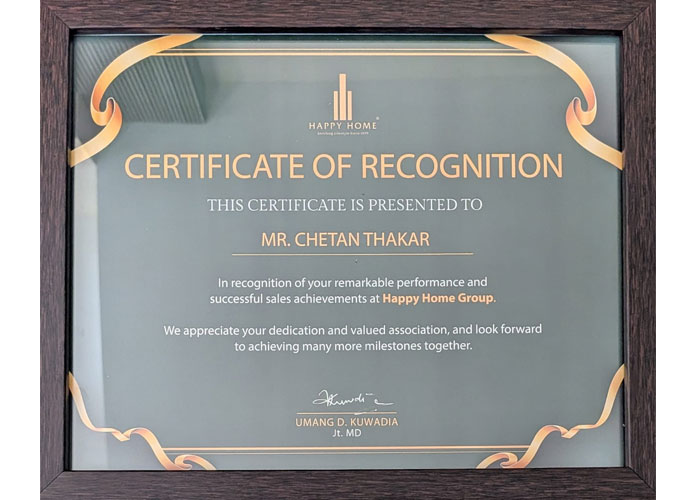 HAPPY HOME®
CERTIFICATE OF RECOGNITION
THIS CERTIFICATE IS PRESENTED TO
MR. CHETAN THAKAR
In recognition of your remarkable performance and
successful sales achievements at Happy Home Group.
We appreciate your dedication and valued association, and look forward
to achieving many more milestones together.
UMANG D. KUWADIA
Jt. MD